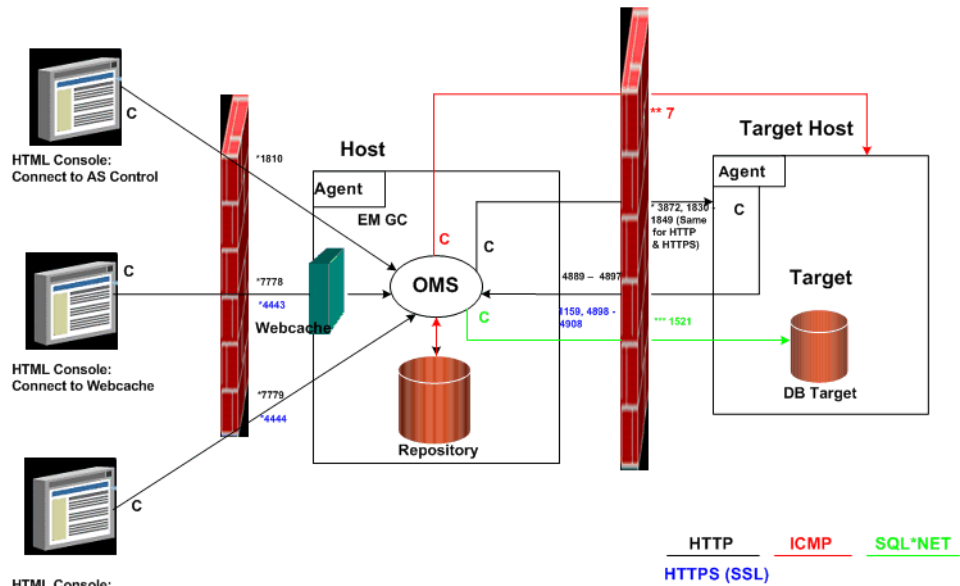 C
HTML Console:
Connect to AS Control
*1810
Host
Agent
EM GC
C
C
** 7
Target Host
Agent
C
* 3872, 1830 -
1849 (Same
for HTTP
& HTTPS)
C
HTML Console:
Connect to Webcache
*7778
*4443
Webcache
OMS
C
4889 – 4897
1159, 4898 -
4908
*** 1521
Target
DB Target
*7779
*4444
Repository
C
HTML Console:
HTTP
ICMP
SQL*NET
HTTPS (SSL)